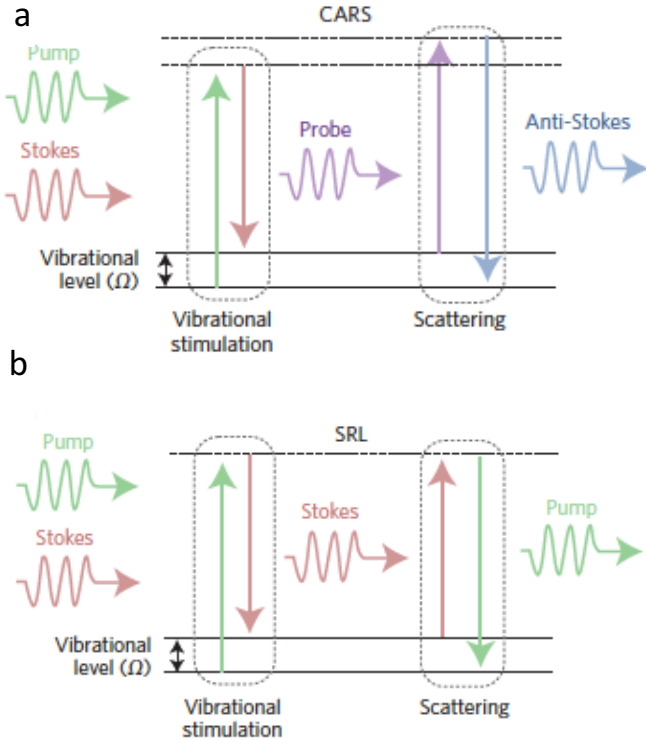 a
CARS
Pump
Stokes
Probe
Anti-Stokes
Vibrational
level (Ω)
Vibrational
stimulation
Scattering
b
SRL
Pump
Stokes
Stokes
Pump
Vibrational
level (Ω)
Vibrational
stimulation
Scattering